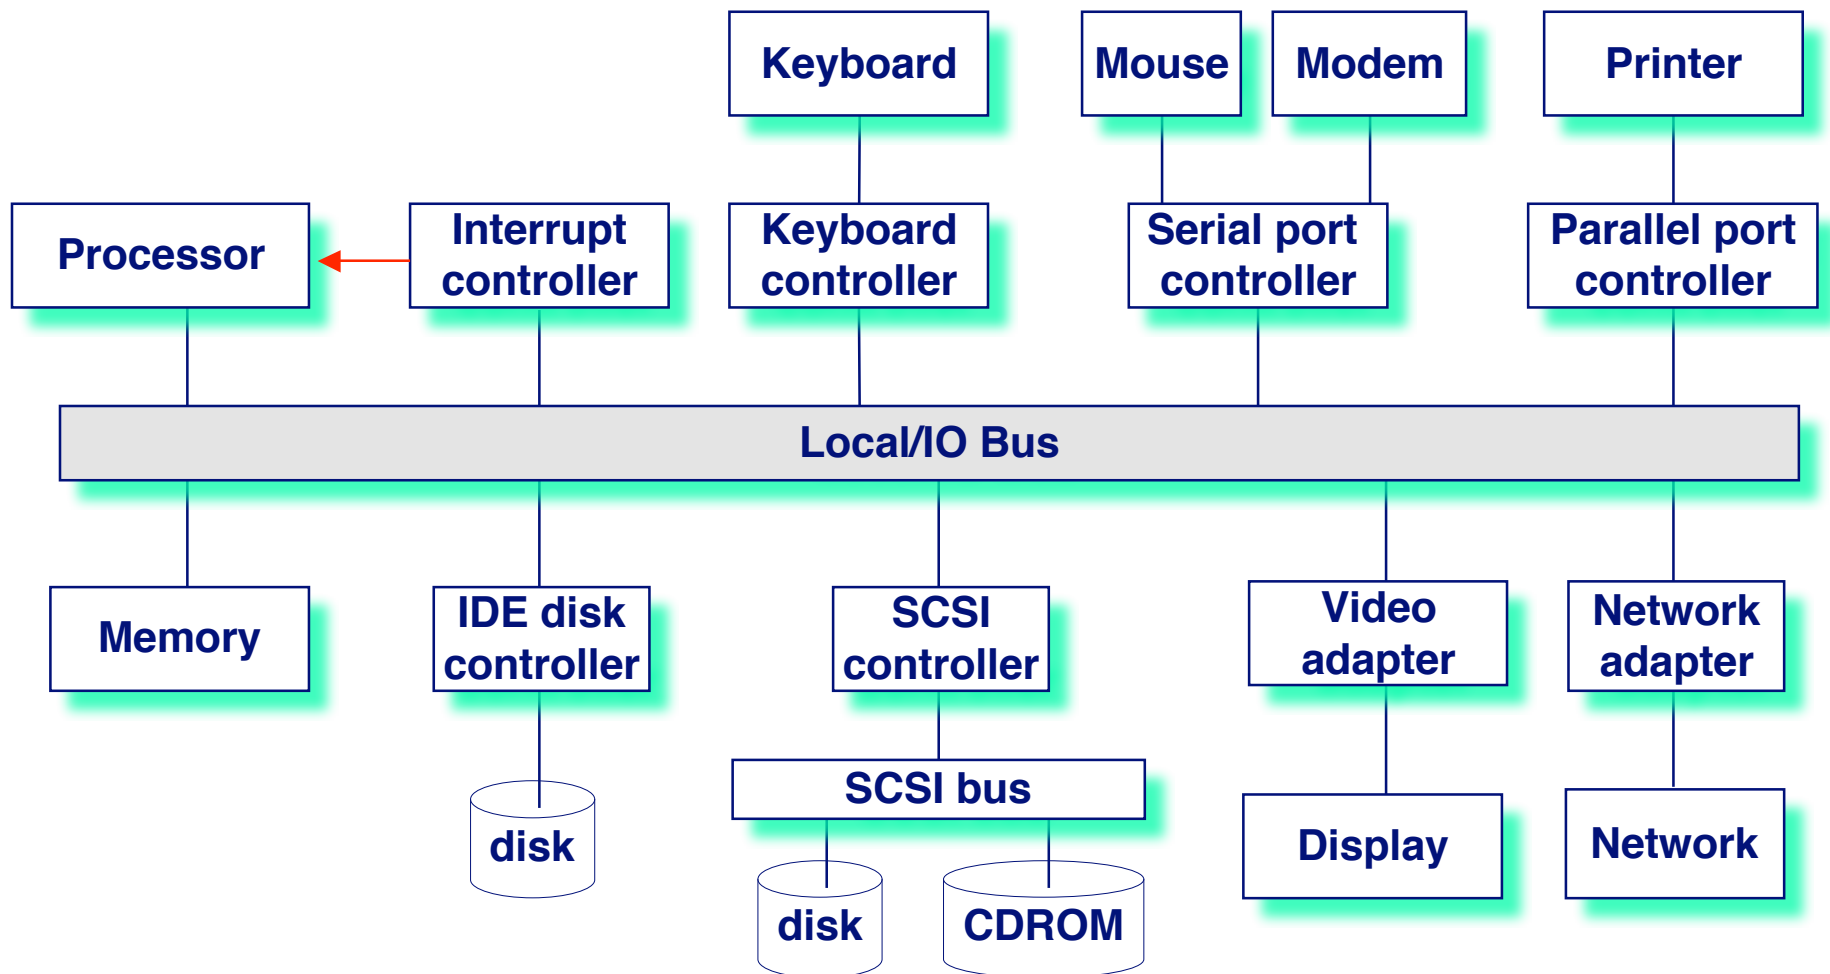 Keyboard
Mouse
Modem
Printer
Processor
Interrupt
controller
Keyboard
controller
Serial port
controller
Parallel port
controller
Local/IO Bus
Memory
IDE disk
controller
SCSI
controller
Video
adapter
Network
adapter
SCSI bus
disk
Display
Network
disk
CDROM